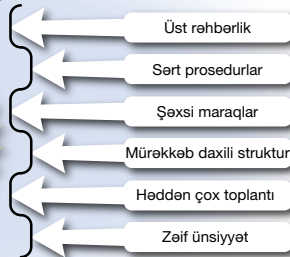 Üst rəhbərlik
Sərt prosedurlar
Şəxsi maraqlar
Mürəkkəb daxili struktur
Həddən çox toplantı
Zəif ünsiyyət